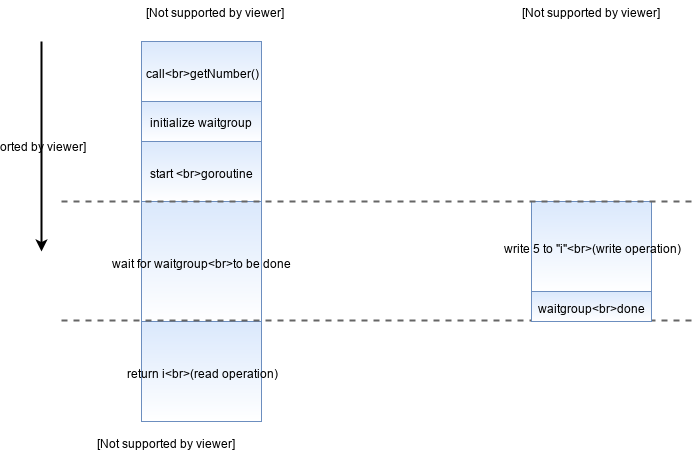 [Not supported by viewer]
[Not supported by viewer]
call<br>getNumber()
initialize waitgroup
orted by viewer]
start <br>goroutine
wait for waitgroup<br>to be done
write 5 to "i"<br>(write operation)
waitgroup<br>done
return i<br>(read operation)
[Not supported by viewer]